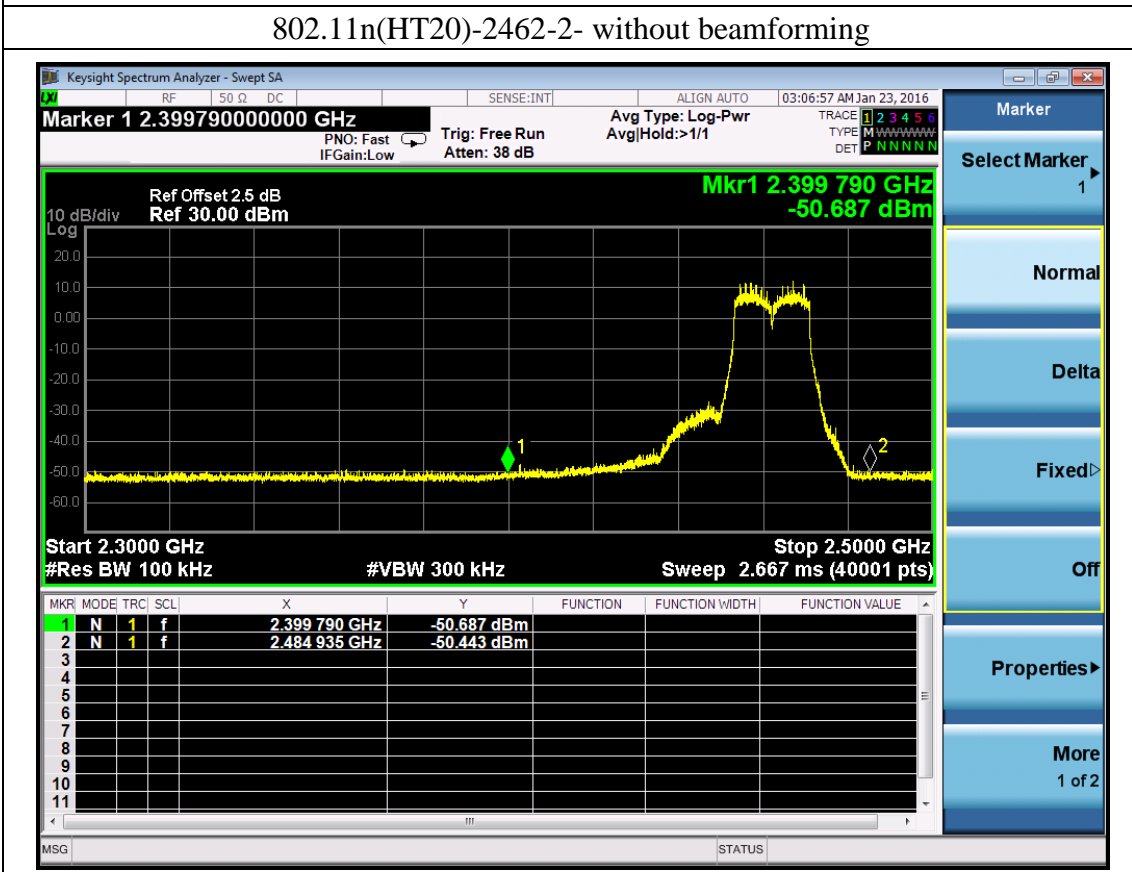 802.11n(HT20)-2462-2- without beamforming
Keysight Spectrum Analyzer - Swept SA
LXI RF 50 Ω DC SENSE:INT ALIGN AUTO 03:06:57 AM Jan 23, 2016
Marker 1 2.399790000000 GHz
PNO: Fast
IFGain:Low
Trig: Free Run
Atten: 38 dB
Avg Type: Log-Pwr
Avg|Hold:>1/1
TRACE 1 2 3 4 5 6
TYPE M WWWWW
DET P N N N N N
Mkr1 2.399 790 GHz
-50.687 dBm
Ref Offset 2.5 dB
10 dB/div Ref 30.00 dBm
Log
20.0
10.0
0.00
-10.0
-20.0
-30.0
-40.0
-50.0
-60.0
1
2
Start 2.3000 GHz Stop 2.5000 GHz
#Res BW 100 kHz #VBW 300 kHz Sweep 2.667 ms (40001 pts)
MKR MODE TRC SCL X Y FUNCTION FUNCTION WIDTH FUNCTION VALUE
1 N 1 f 2.399 790 GHz -50.687 dBm
2 N 1 f 2.484 935 GHz -50.443 dBm
3
4
5
6
7
8
9
10
11
MSG STATUS
Marker
Select Marker
1
Normal
Delta
Fixed
Off
Properties
More
1 of 2